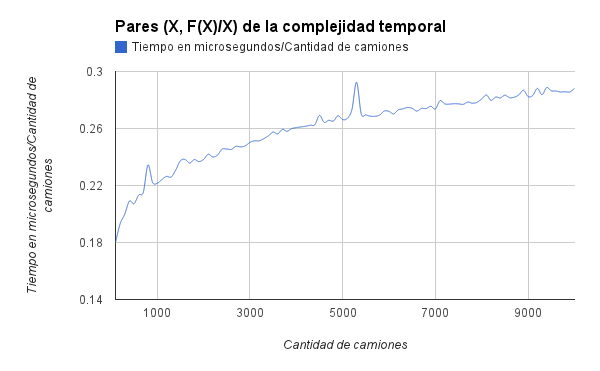 Pares (X, F(X)/X) de la complejidad temporal
Tiempo en microsegundos/Cantidad de camiones
Tiempo en microsegundos/Cantidad de
camiones
0.3
0.26
0.22
0.18
0.14
1000 3000 5000 7000 9000
Cantidad de camiones